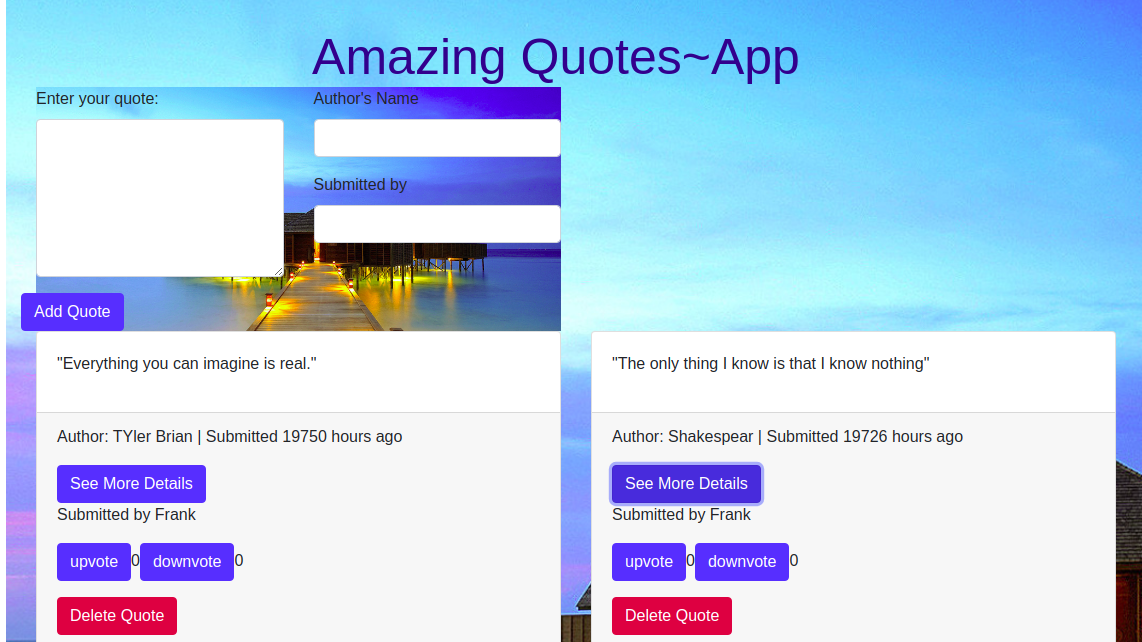 Amazing Quotes~App
Enter your quote:
Author's Name
Submitted by
Add Quote
"Everything you can imagine is real."
Author: TYler Brian | Submitted 19750 hours ago
See More Details
Submitted by Frank
upvote 0 downvote 0
Delete Quote
"The only thing I know is that I know nothing"
Author: Shakespear | Submitted 19726 hours ago
See More Details
Submitted by Frank
upvote 0 downvote 0
Delete Quote